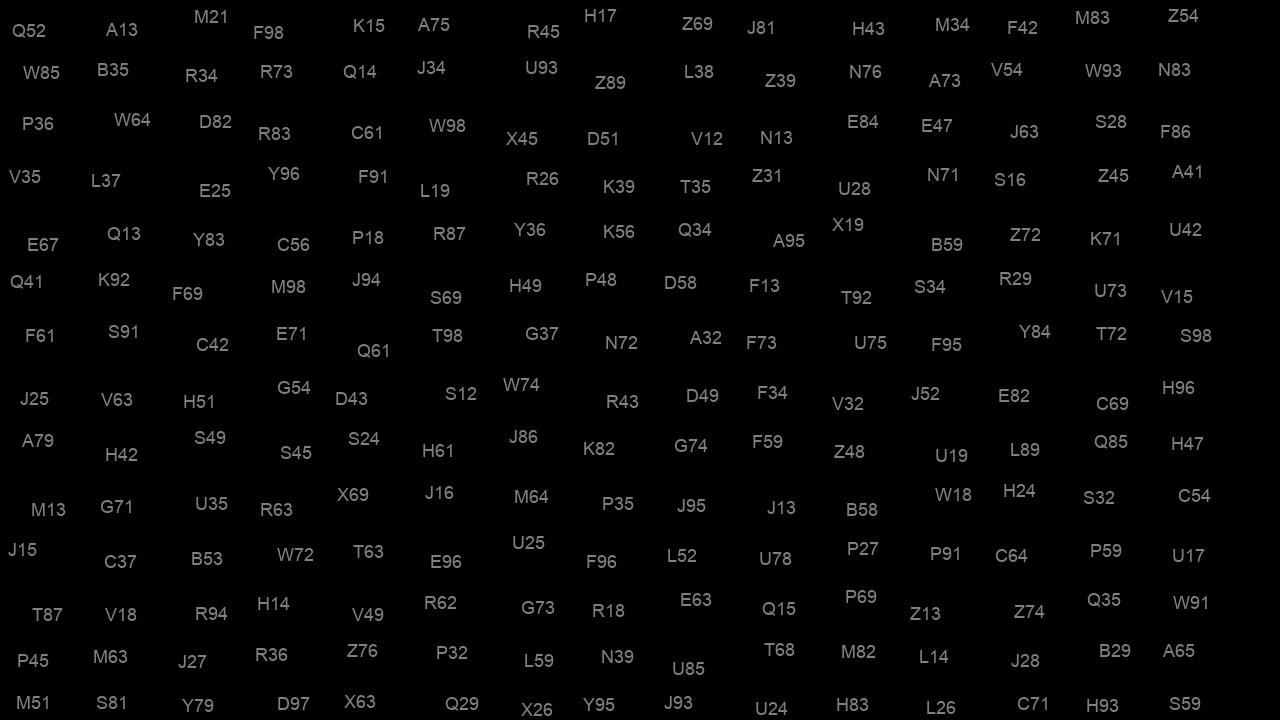 Q52 A13 M21 F98 K15 A75 R45 H17 Z69 J81 H43 M34 F42 M83 Z54
W85 B35 R34 R73 Q14 J34 U93 Z89 L38 Z39 N76 A73 V54 W93 N83
P36 W64 D82 R83 C61 W98 X45 D51 V12 N13 E84 E47 J63 S28 F86
V35 L37 E25 Y96 F91 L19 R26 K39 T35 Z31 U28 N71 S16 Z45 A41
E67 Q13 Y83 C56 P18 R87 Y36 K56 Q34 A95 X19 B59 Z72 K71 U42
Q41 K92 F69 M98 J94 S69 H49 P48 D58 F13 T92 S34 R29 U73 V15
F61 S91 C42 E71 Q61 T98 G37 N72 A32 F73 U75 F95 Y84 T72 S98
J25 V63 H51 G54 D43 S12 W74 R43 D49 F34 V32 J52 E82 C69 H96
A79 H42 S49 S45 S24 H61 J86 K82 G74 F59 Z48 U19 L89 Q85 H47
M13 G71 U35 R63 X69 J16 M64 P35 J95 J13 B58 W18 H24 S32 C54
J15 C37 B53 W72 T63 E96 U25 F96 L52 U78 P27 P91 C64 P59 U17
T87 V18 R94 H14 V49 R62 G73 R18 E63 Q15 P69 Z13 Z74 Q35 W91
P45 M63 J27 R36 Z76 P32 L59 N39 U85 T68 M82 L14 J28 B29 A65
M51 S81 Y79 D97 X63 Q29 X26 Y95 J93 U24 H83 L26 C71 H93 S59